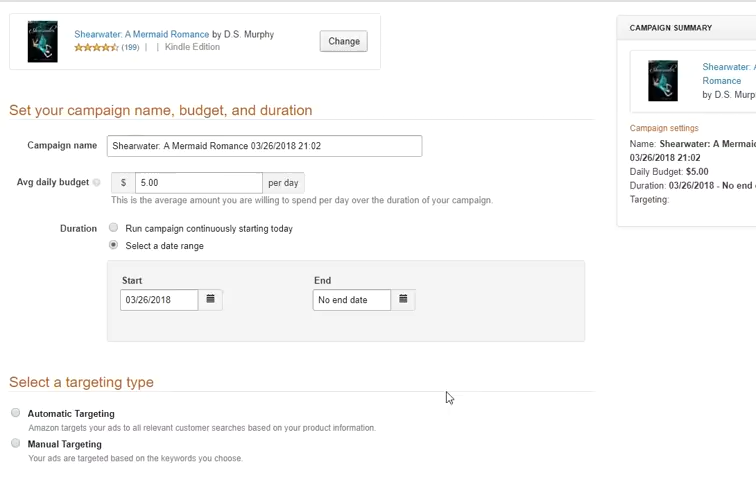 Shearwater: A Mermaid Romance by D.S. Murphy
(199) | | Kindle Edition
Change
Set your campaign name, budget, and duration
Campaign name Shearwater: A Mermaid Romance 03/26/2018 21:02
Avg daily budget $ 5.00 per day
This is the average amount you are willing to spend per day over the duration of your campaign.
Duration Run campaign continuously starting today
Select a date range
Start End
03/26/2018 No end date
Select a targeting type
Automatic Targeting
Amazon targets your ads to all relevant customer searches based on your product information.
Manual Targeting
Your ads are targeted based on the keywords you choose.
CAMPAIGN SUMMARY
Shearwater:
Romance
by D.S. Murp
Campaign settings
Name: Shearwater: A Mermaid
03/26/2018 21:02
Daily Budget: $5.00
Duration: 03/26/2018 - No end
Targeting: